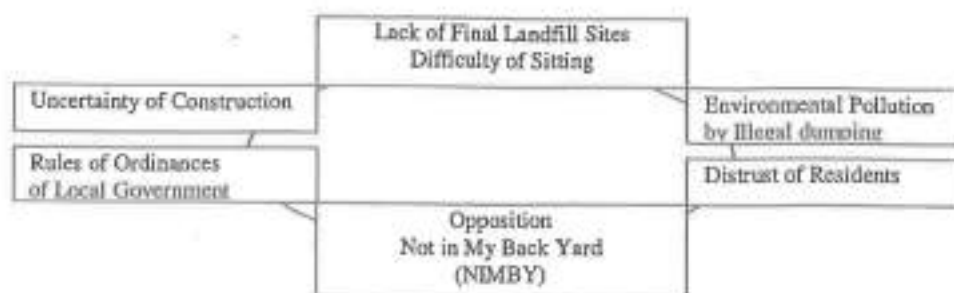 Lack of Final Landfill Sites
Difficulty of Sitting
Uncertainty of Construction
Environmental Pollution
by Illegal dumping
Rules of Ordinances
of Local Government
Distrust of Residents
Opposition
Not in My Back Yard
(NIMBY)